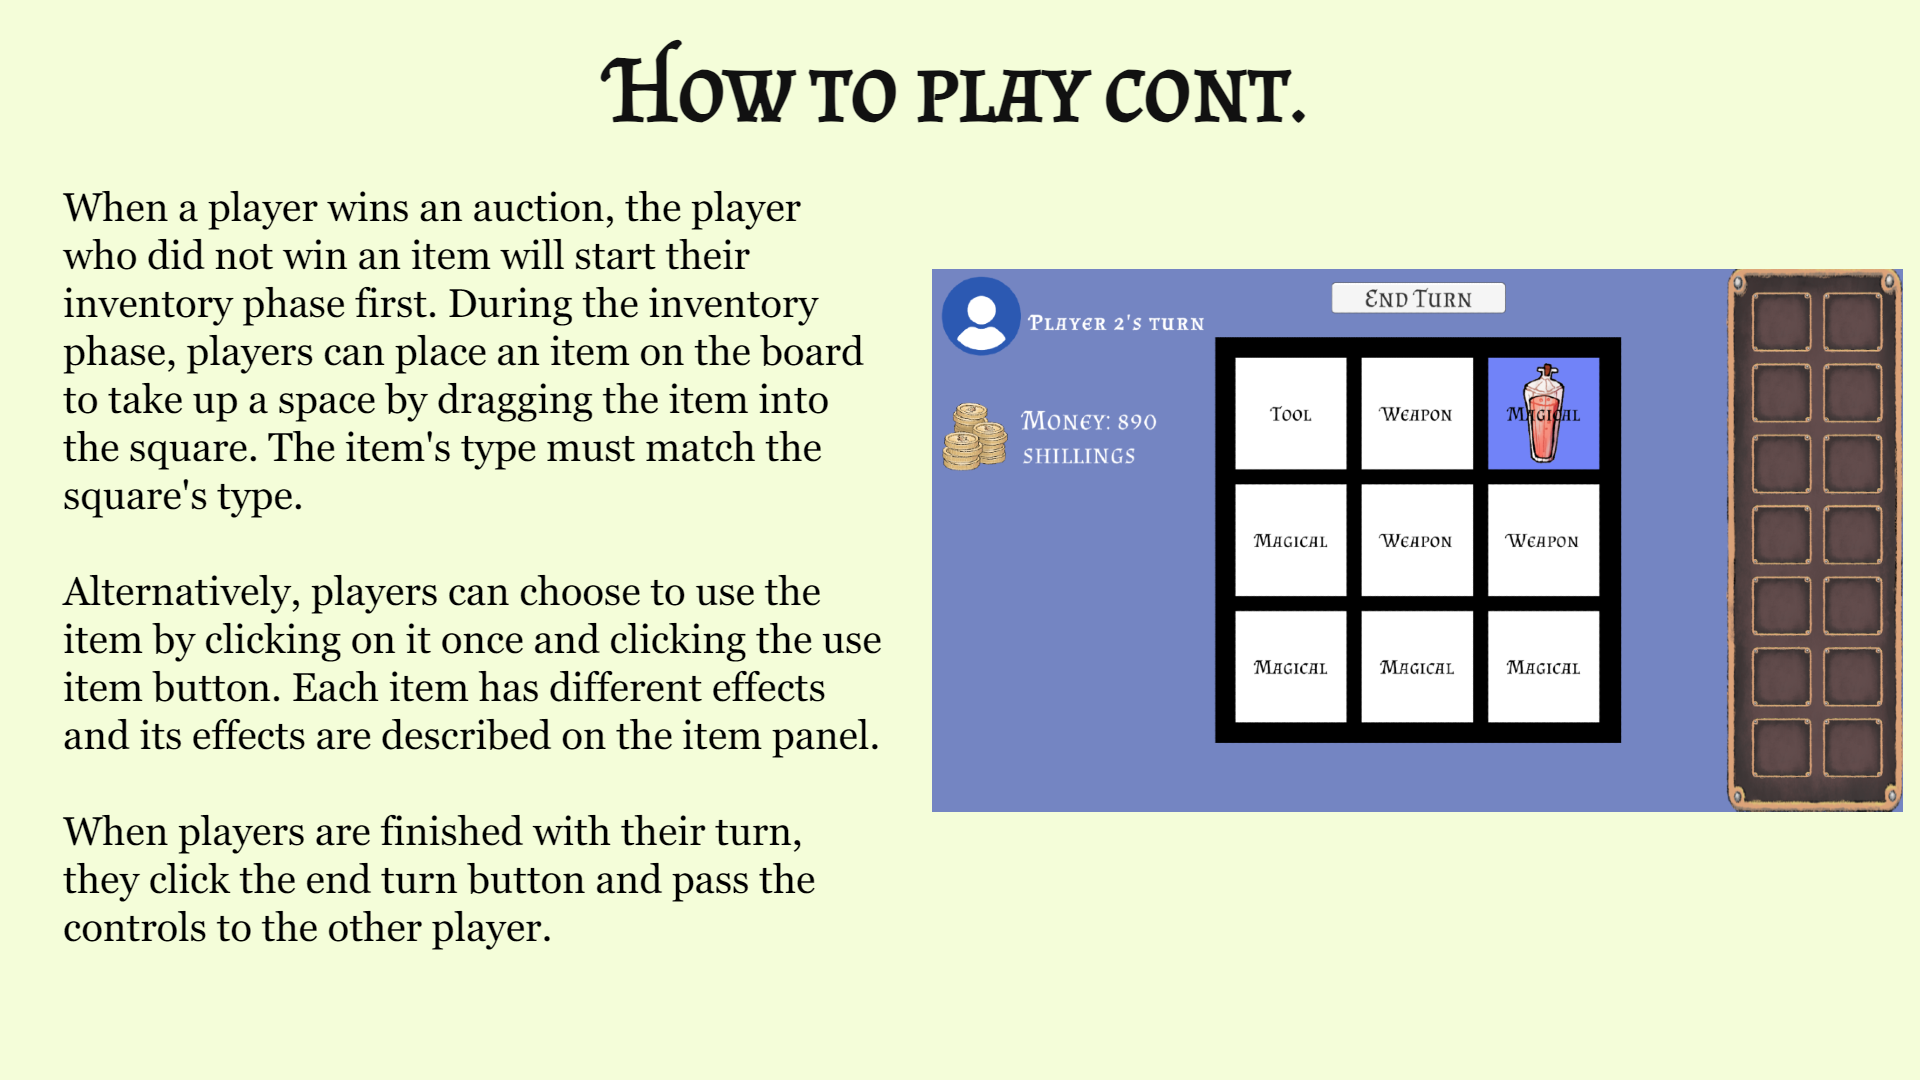 How to play cont.
When a player wins an auction, the player
who did not win an item will start their
inventory phase first. During the inventory
phase, players can place an item on the board
to take up a space by dragging the item into
the square. The item's type must match the
square's type.
Alternatively, players can choose to use the
item by clicking on it once and clicking the use
item button. Each item has different effects
and its effects are described on the item panel.
When players are finished with their turn,
they click the end turn button and pass the
controls to the other player.
Player 2's turn
End Turn
Money: 890
shillings
Tool
Weapon
Magical
Magical
Weapon
Weapon
Magical
Magical
Magical